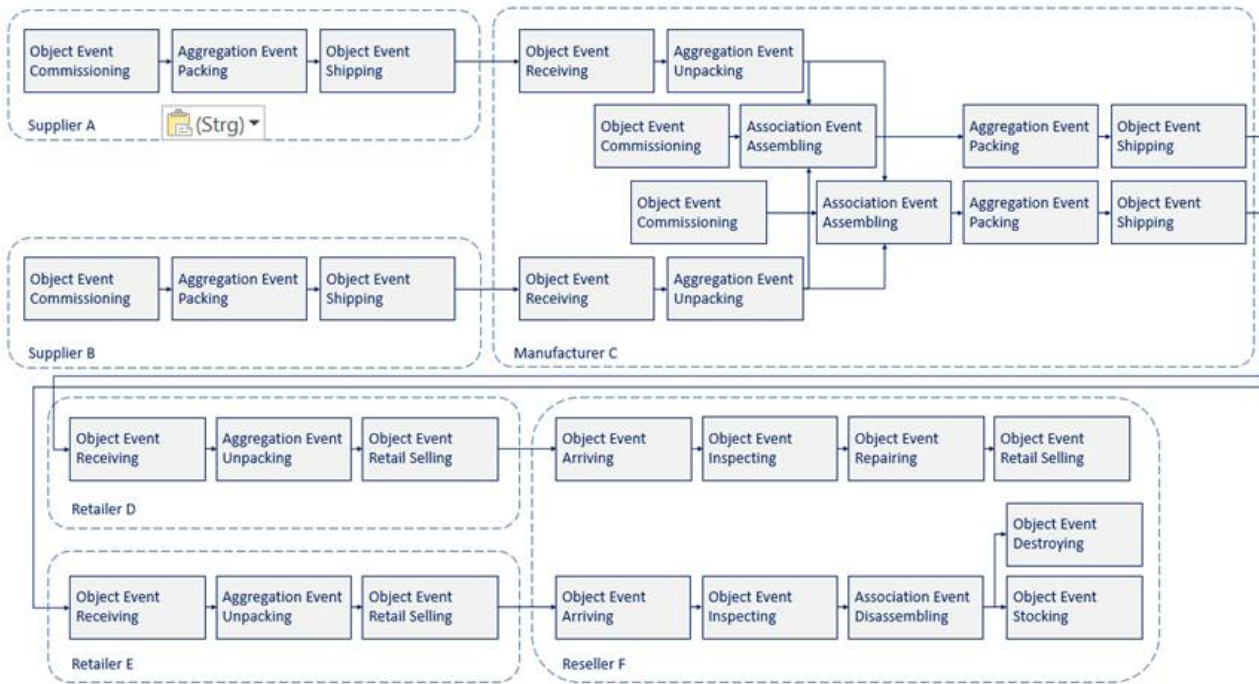 Object Event
Commissioning
Aggregation Event
Packing
Object Event
Shipping
Supplier A
(Strg)
Object Event
Receiving
Aggregation Event
Unpacking
Object Event
Commissioning
Association Event
Assembling
Aggregation Event
Packing
Object Event
Shipping
Object Event
Commissioning
Association Event
Assembling
Aggregation Event
Packing
Object Event
Shipping
Object Event
Commissioning
Aggregation Event
Packing
Object Event
Shipping
Supplier B
Object Event
Receiving
Aggregation Event
Unpacking
Manufacturer C
Object Event
Receiving
Aggregation Event
Unpacking
Object Event
Retail Selling
Retailer D
Object Event
Arriving
Object Event
Inspecting
Object Event
Repairing
Object Event
Retail Selling
Object Event
Destroying
Object Event
Receiving
Aggregation Event
Unpacking
Object Event
Retail Selling
Retailer E
Object Event
Arriving
Object Event
Inspecting
Association Event
Disassembling
Object Event
Stocking
Reseller F